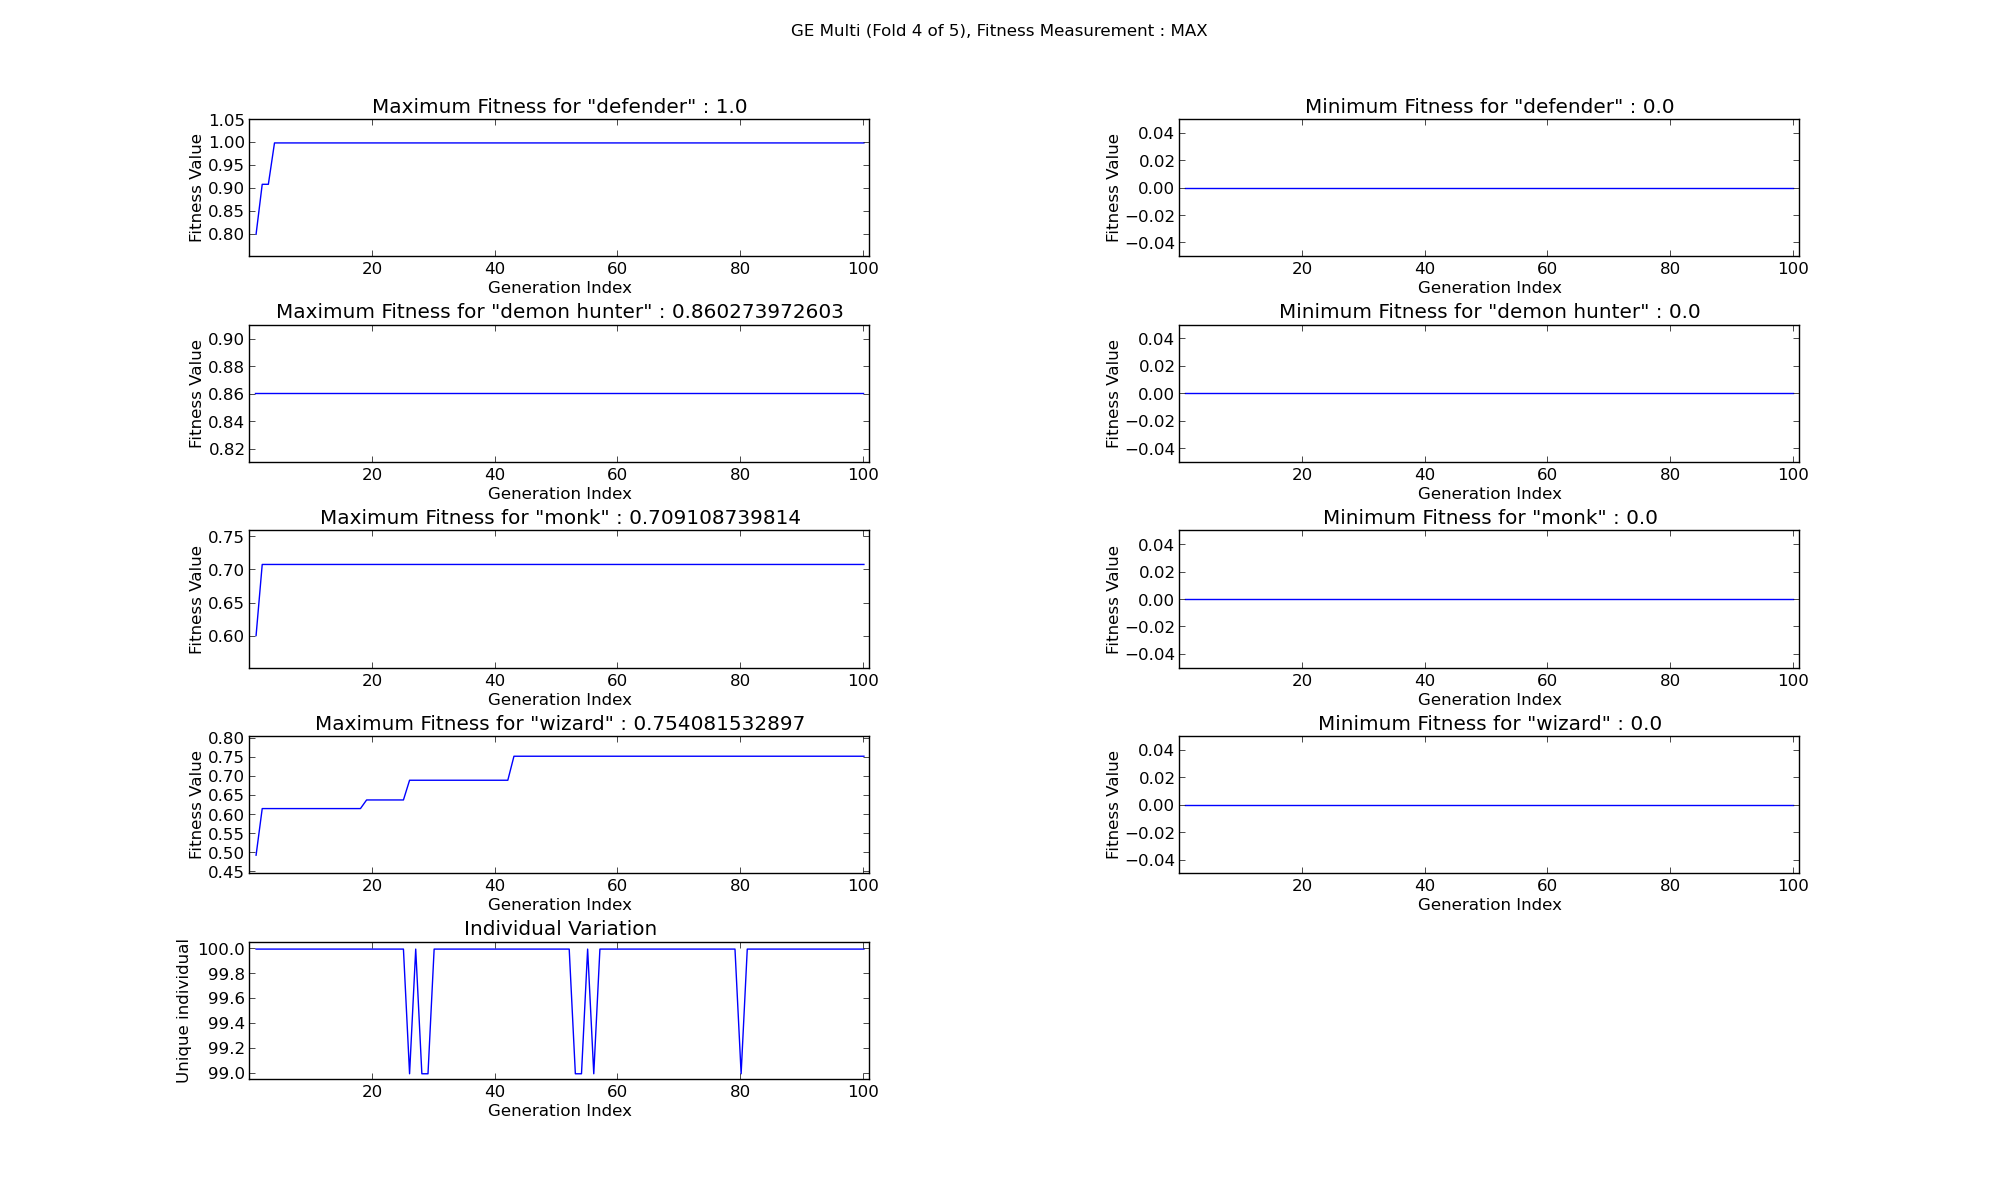 GE Multi (Fold 4 of 5), Fitness Measurement : MAX
Maximum Fitness for "defender" : 1.0
1.05
1.00
0.95
0.90
0.85
0.80
Fitness Value
20 40 60 80 100
Generation Index
Minimum Fitness for "defender" : 0.0
0.04
0.02
0.00
−0.02
−0.04
Fitness Value
20 40 60 80 100
Generation Index
Maximum Fitness for "demon hunter" : 0.860273972603
0.90
0.88
0.86
0.84
0.82
Fitness Value
20 40 60 80 100
Generation Index
Minimum Fitness for "demon hunter" : 0.0
0.04
0.02
0.00
−0.02
−0.04
Fitness Value
20 40 60 80 100
Generation Index
Maximum Fitness for "monk" : 0.709108739814
0.75
0.70
0.65
0.60
Fitness Value
20 40 60 80 100
Generation Index
Minimum Fitness for "monk" : 0.0
0.04
0.02
0.00
−0.02
−0.04
Fitness Value
20 40 60 80 100
Generation Index
Maximum Fitness for "wizard" : 0.754081532897
0.80
0.75
0.70
0.65
0.60
0.55
0.50
0.45
Fitness Value
20 40 60 80 100
Generation Index
Minimum Fitness for "wizard" : 0.0
0.04
0.02
0.00
−0.02
−0.04
Fitness Value
20 40 60 80 100
Generation Index
Individual Variation
100.0
99.8
99.6
99.4
99.2
99.0
Unique individual
20 40 60 80 100
Generation Index